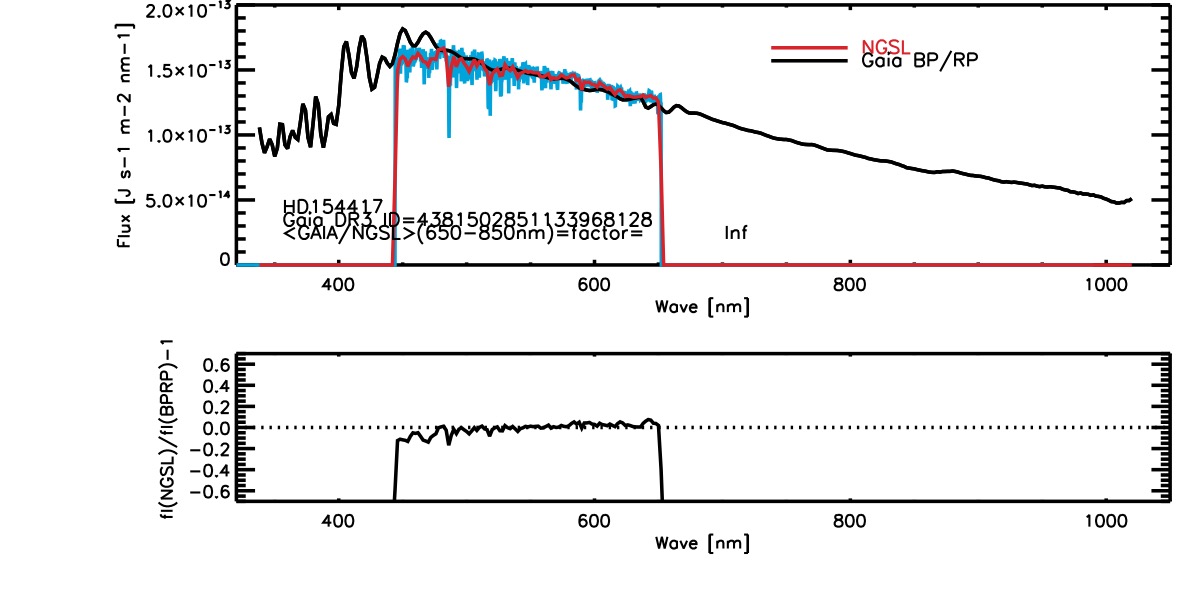 2.0×10−13
1.5×10−13
1.0×10−13
5.0×10−14
0
Flux [J s−1 m−2 nm−1]
NGSL
Gaia BP/RP
HD154417
Gaia DR3 ID=4381502851133968128
<GAIA/NGSL>(650−850nm)=factor= Inf
400 600 800 1000
Wave [nm]
fl(NGSL)/fl(BPRP)−1
0.6
0.4
0.2
0.0
−0.2
−0.4
−0.6
400 600 800 1000
Wave [nm]